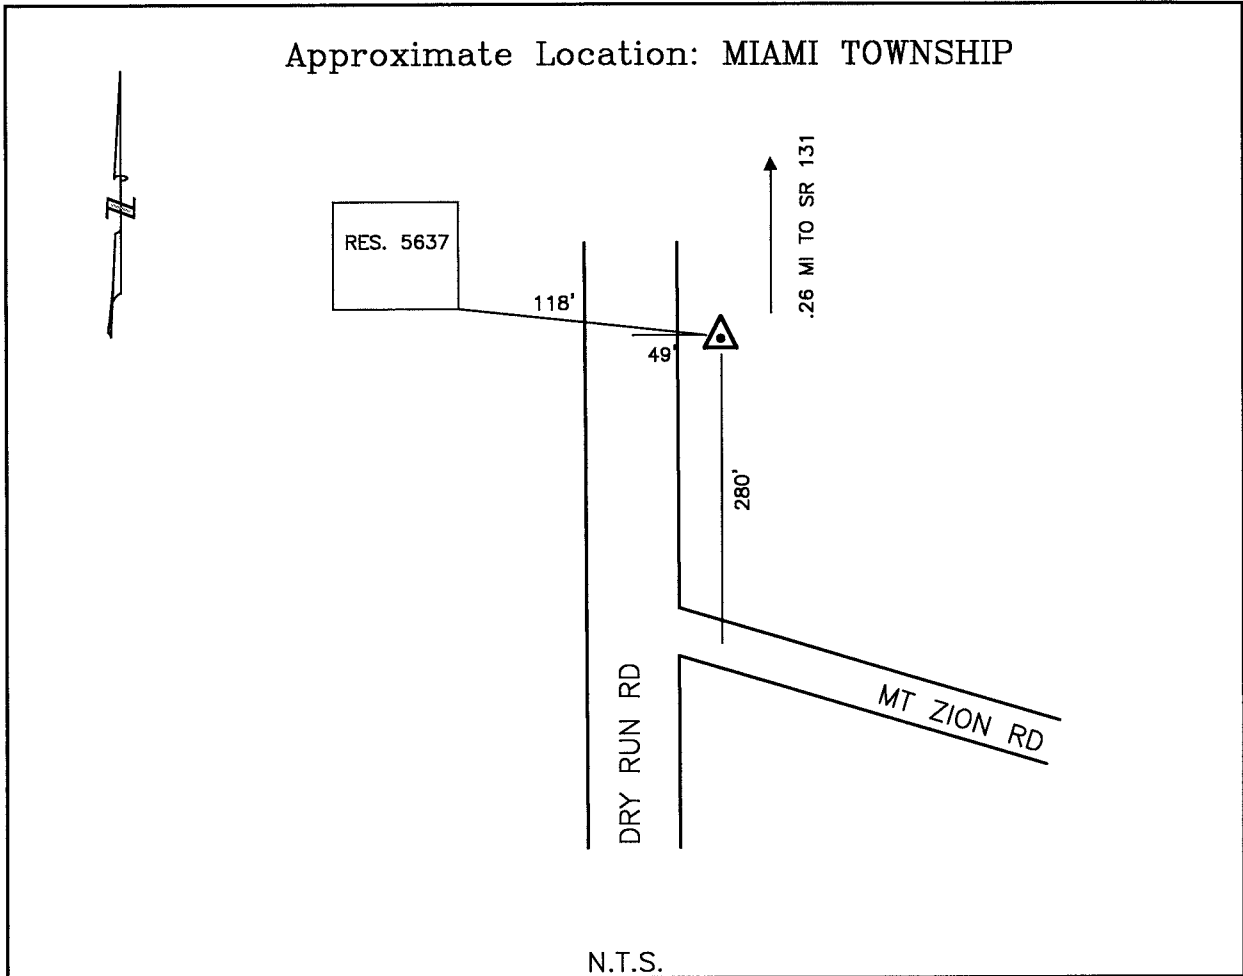 Approximate Location: MIAMI TOWNSHIP
N
.26 MI TO SR 131
RES. 5637
118'
49'
280'
DRY RUN RD
MT ZION RD
N.T.S.